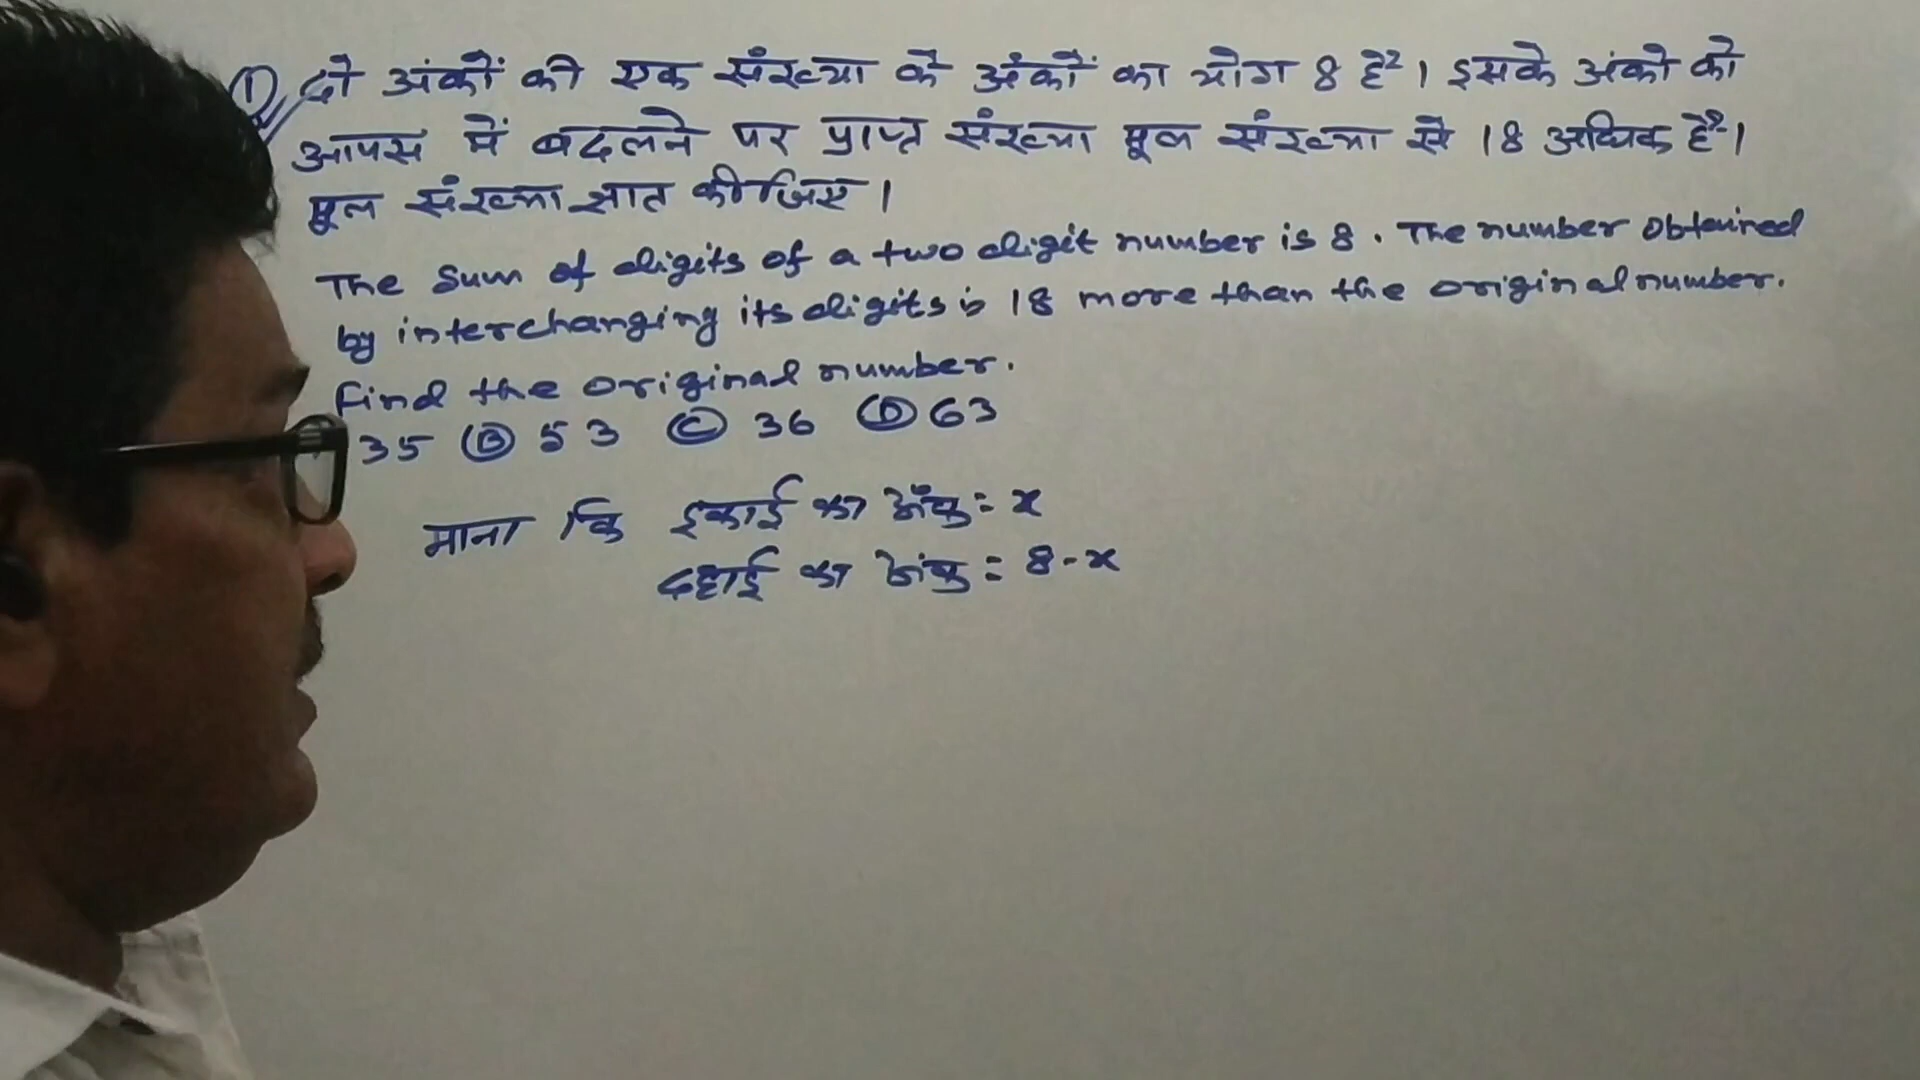 ① दो अंकों की एक संख्या के अंकों का योग 8 है। इसके अंकों को
आपस में बदलने पर प्राप्त संख्या मूल संख्या से 18 अधिक है।
मूल संख्या ज्ञात कीजिए।
The Sum of digits of a two digit number is 8. The number obtained
by interchanging its digits is 18 more than the original number.
find the original number.
35 Ⓑ 53 Ⓒ 36 Ⓓ 63
माना कि इकाई का अंक = x
दहाई का अंक = 8-x